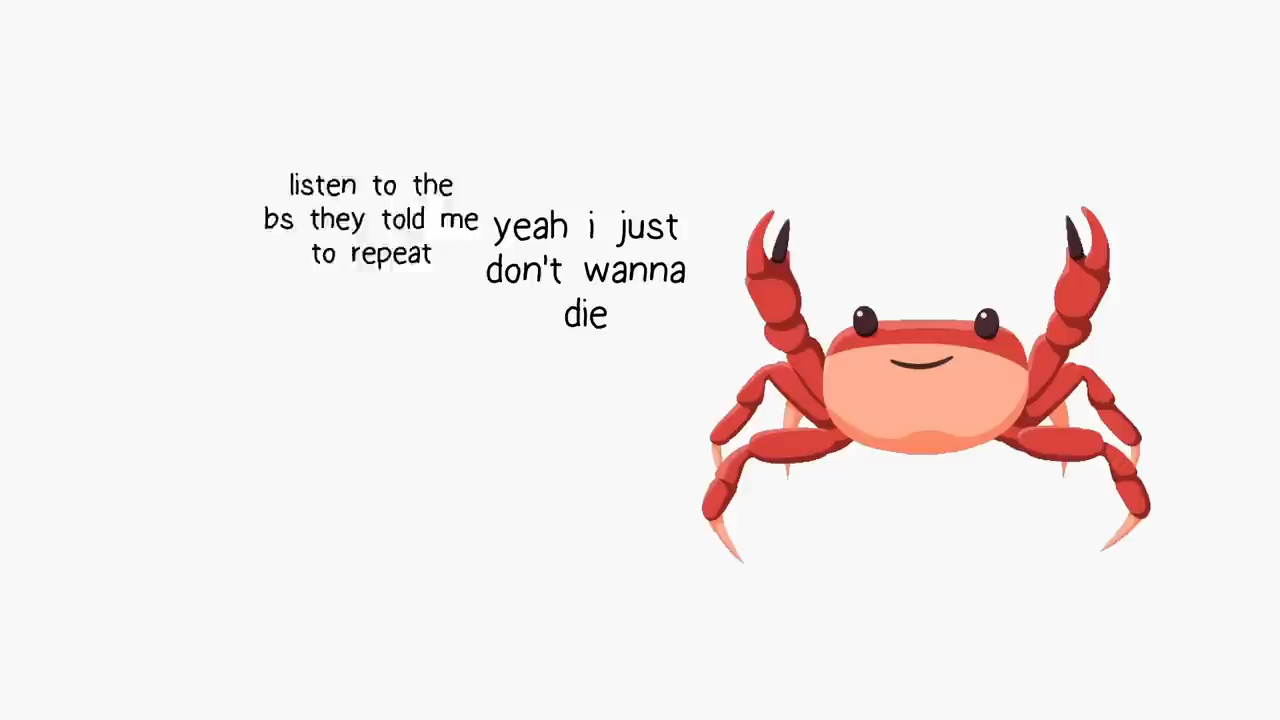 listen to the
bs they told me
to repeat
yeah i just
don't wanna
die